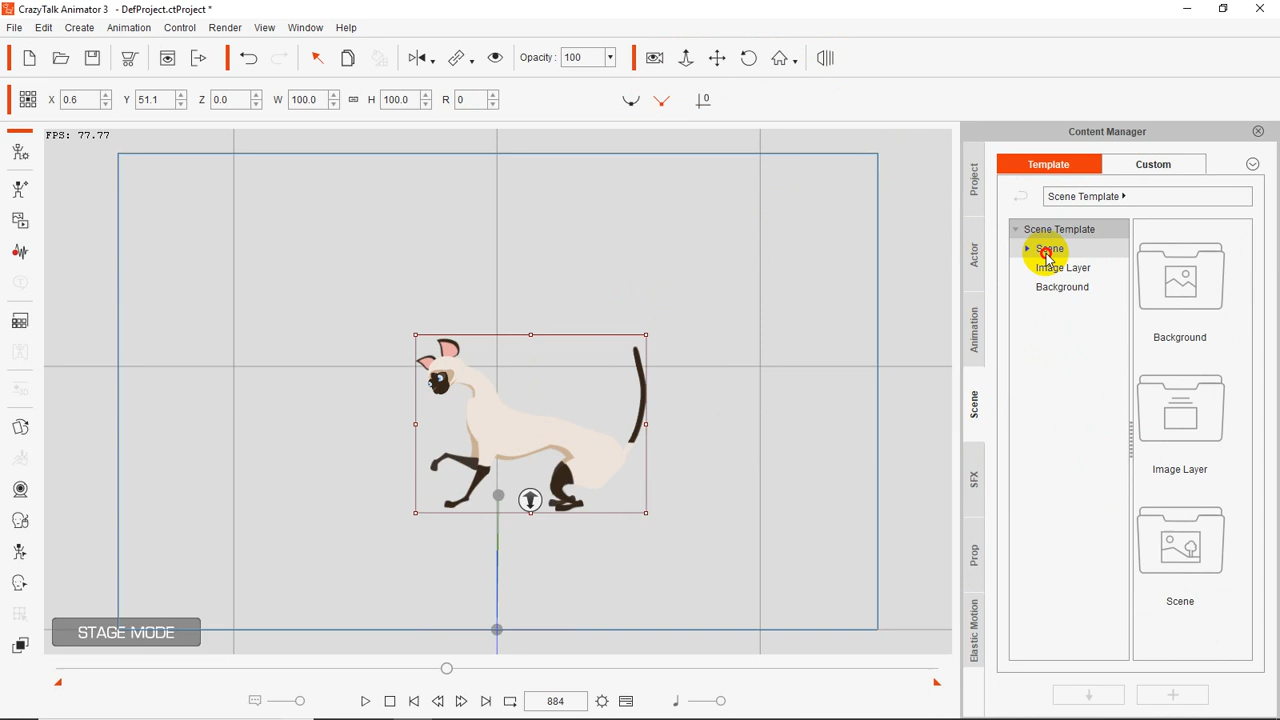 CrazyTalk Animator 3 - DefProject.ctProject *
File Edit Create Animation Control Render View Window Help
Opacity : 100
X 0.6 Y 51.1 Z 0.0 W 100.0 H 100.0 R 0
FPS: 77.77
Content Manager
Template Custom
Scene Template
Scene Template
Scene
Image Layer
Background
Background
Image Layer
Scene
Project
Actor
Animation
Scene
SFX
Prop
Elastic Motion
STAGE MODE
884